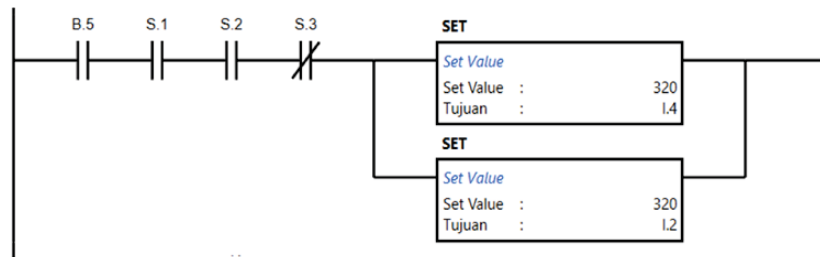 B.5 S.1 S.2 S.3
SET
Set Value
Set Value : 320
Tujuan : I.4
SET
Set Value
Set Value : 320
Tujuan : I.2